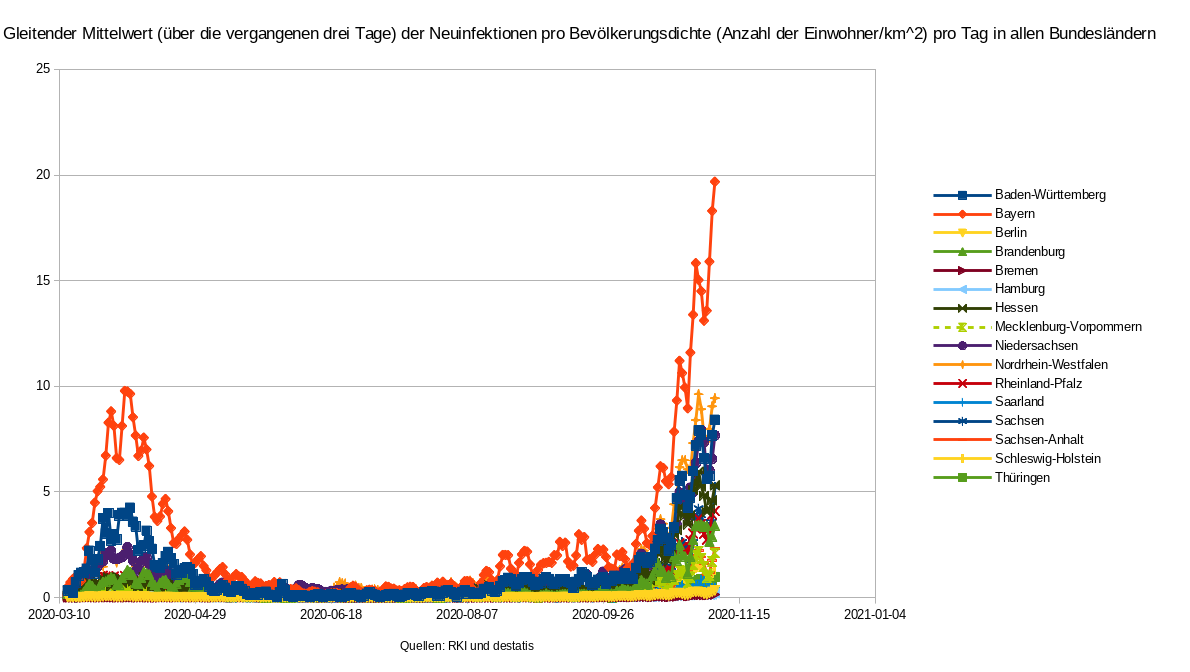 Gleitender Mittelwert (über die vergangenen drei Tage) der Neuinfektionen pro Bevölkerungsdichte (Anzahl der Einwohner/km^2) pro Tag in allen Bundesländern
25
20
15
10
5
0
2020-03-10 2020-04-29 2020-06-18 2020-08-07 2020-09-26 2020-11-15 2021-01-04
Quellen: RKI und destatis
Baden-Württemberg
Bayern
Berlin
Brandenburg
Bremen
Hamburg
Hessen
Mecklenburg-Vorpommern
Niedersachsen
Nordrhein-Westfalen
Rheinland-Pfalz
Saarland
Sachsen
Sachsen-Anhalt
Schleswig-Holstein
Thüringen